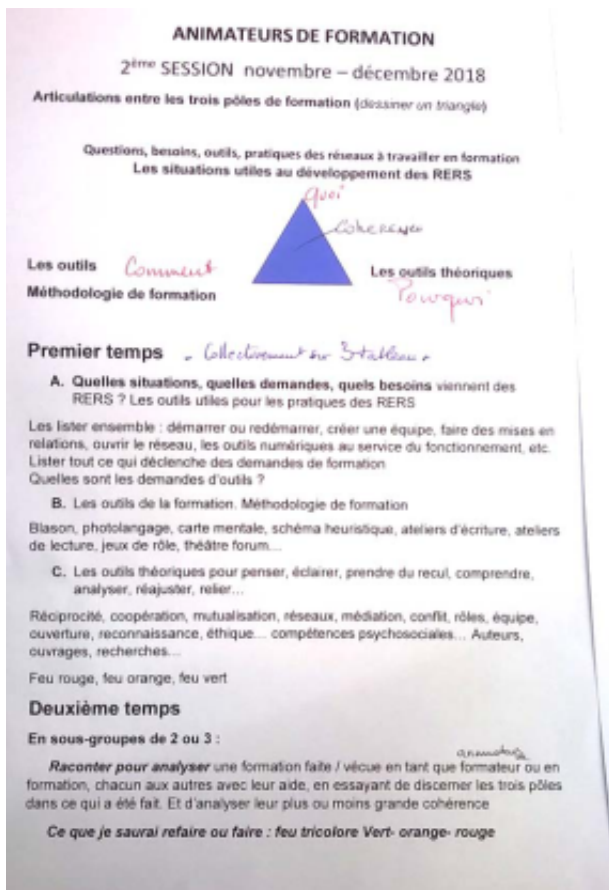 ANIMATEURS DE FORMATION
2ème SESSION novembre – décembre 2018
Articulations entre les trois pôles de formation (dessiner un triangle)
Questions, besoins, outils, pratiques des réseaux à travailler en formation
Les situations utiles au développement des RERS
Quoi
Cohérence
Les outils Comment
Les outils théoriques
Méthodologie de formation
Pourquoi
Premier temps . Collectivement sur 3 tableaux
A. Quelles situations, quelles demandes, quels besoins viennent des
RERS ? Les outils utiles pour les pratiques des RERS
Les lister ensemble : démarrer ou redémarrer, créer une équipe, faire des mises en
relations, ouvrir le réseau, les outils numériques au service du fonctionnement, etc.
Lister tout ce qui déclenche des demandes de formation
Quelles sont les demandes d'outils ?
B. Les outils de la formation. Méthodologie de formation
Blason, photolangage, carte mentale, schéma heuristique, ateliers d'écriture, ateliers
de lecture, jeux de rôle, théâtre forum...
C. Les outils théoriques pour penser, éclairer, prendre du recul, comprendre,
analyser, réajuster, relier...
Réciprocité, coopération, mutualisation, réseaux, médiation, conflit, rôles, équipe,
ouverture, reconnaissance, éthique... compétences psychosociales... Auteurs,
ouvrages, recherches...
Feu rouge, feu orange, feu vert
Deuxième temps
En sous-groupes de 2 ou 3 :
Raconter pour analyser une formation faite / vécue en tant que formateur ou en
formation, chacun aux autres avec leur aide, en essayant de discerner les trois pôles
dans ce qui a été fait. Et d'analyser leur plus ou moins grande cohérence
Ce que je saurai refaire ou faire : feu tricolore Vert- orange- rouge